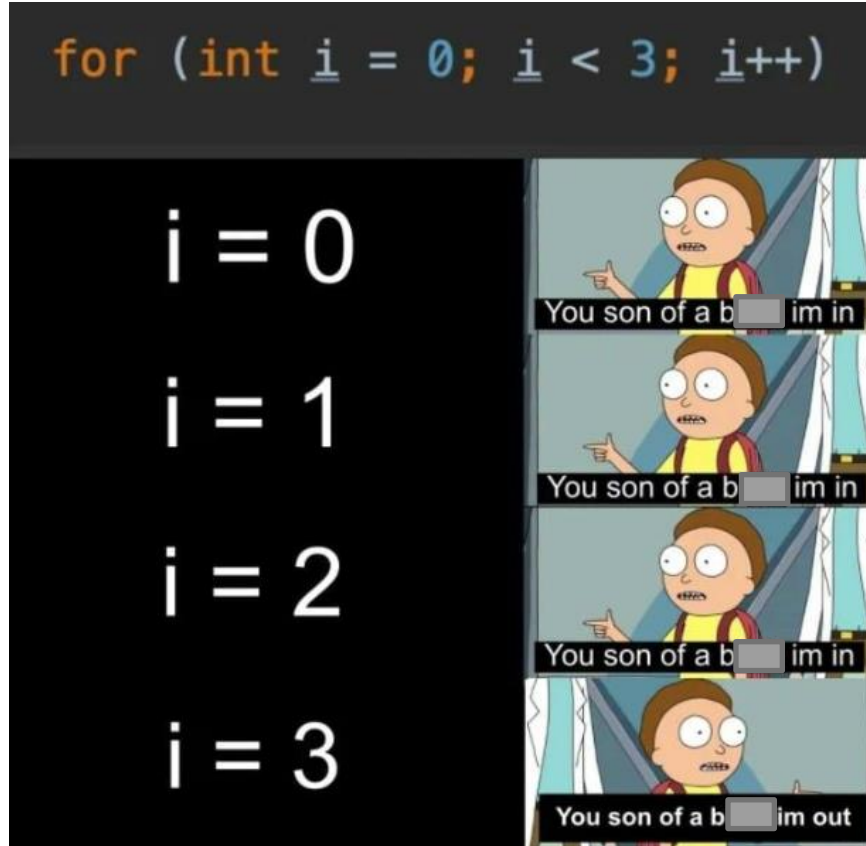 for (int i = 0; i < 3; i++)
i = 0
You son of a b im in
i = 1
You son of a b im in
i = 2
You son of a b im in
i = 3
You son of a b im out